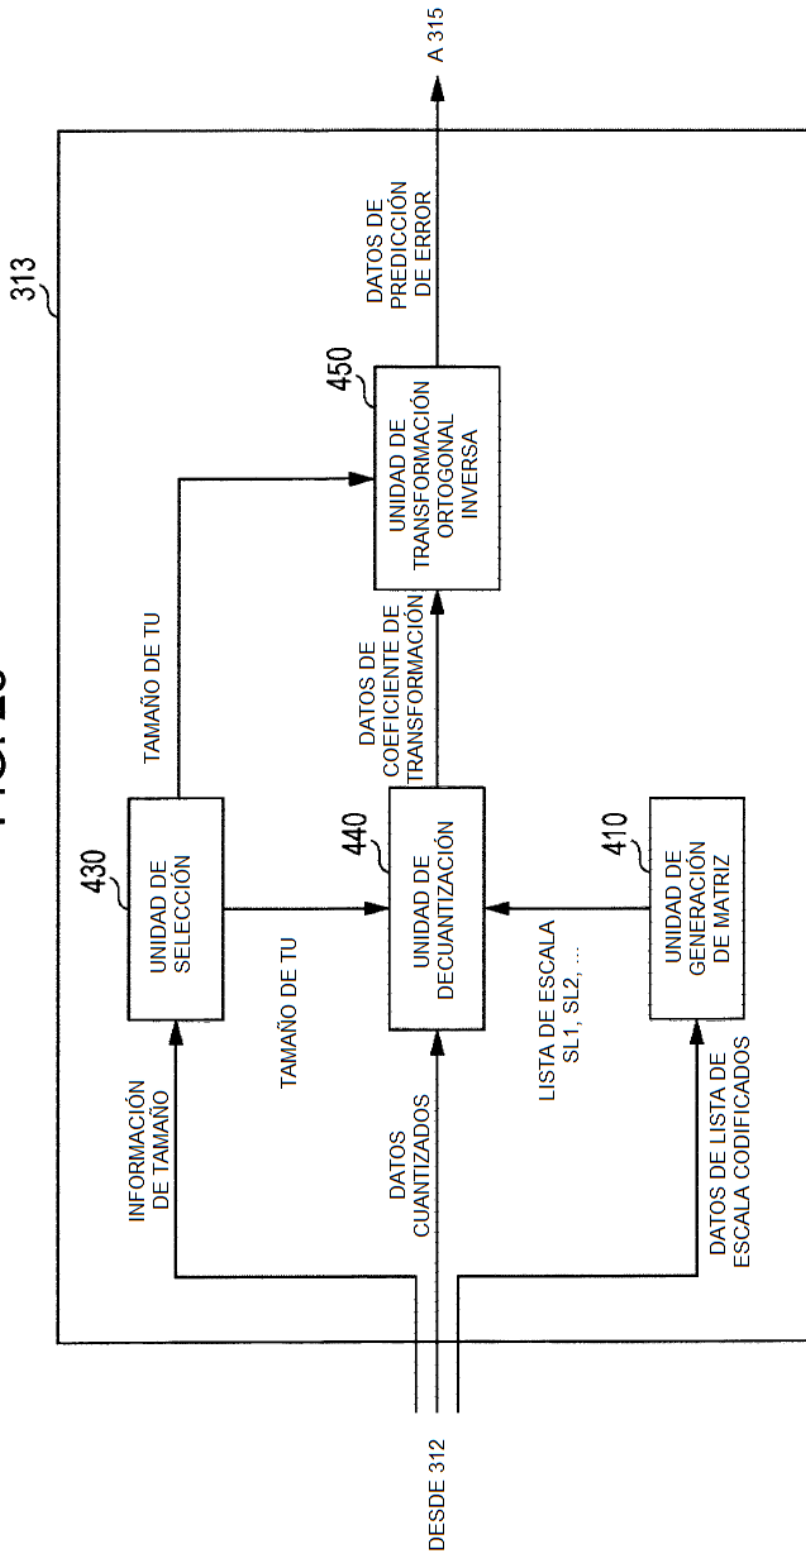 313
DESDE 312
INFORMACIÓN
DE TAMAÑO
430
UNIDAD DE
SELECCIÓN
TAMAÑO DE TU
TAMAÑO DE TU
DATOS
CUANTIZADOS
440
UNIDAD DE
DECUANTIZACIÓN
DATOS DE
COEFICIENTE DE
TRANSFORMACIÓN
450
UNIDAD DE
TRANSFORMACIÓN
ORTOGONAL
INVERSA
DATOS DE
PREDICCIÓN
DE ERROR
A 315
LISTA DE ESCALA
SL1, SL2, ...
DATOS DE LISTA DE
ESCALA CODIFICADOS
410
UNIDAD DE
GENERACIÓN
DE MATRIZ